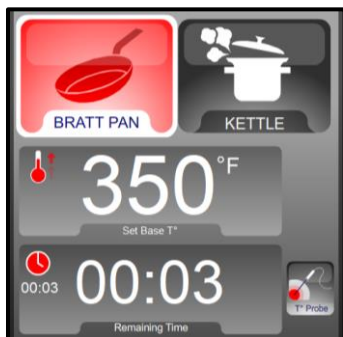 BRATT PAN
KETTLE
350°F
Set Base T°
00:03
00:03
Remaining Time
T° Probe